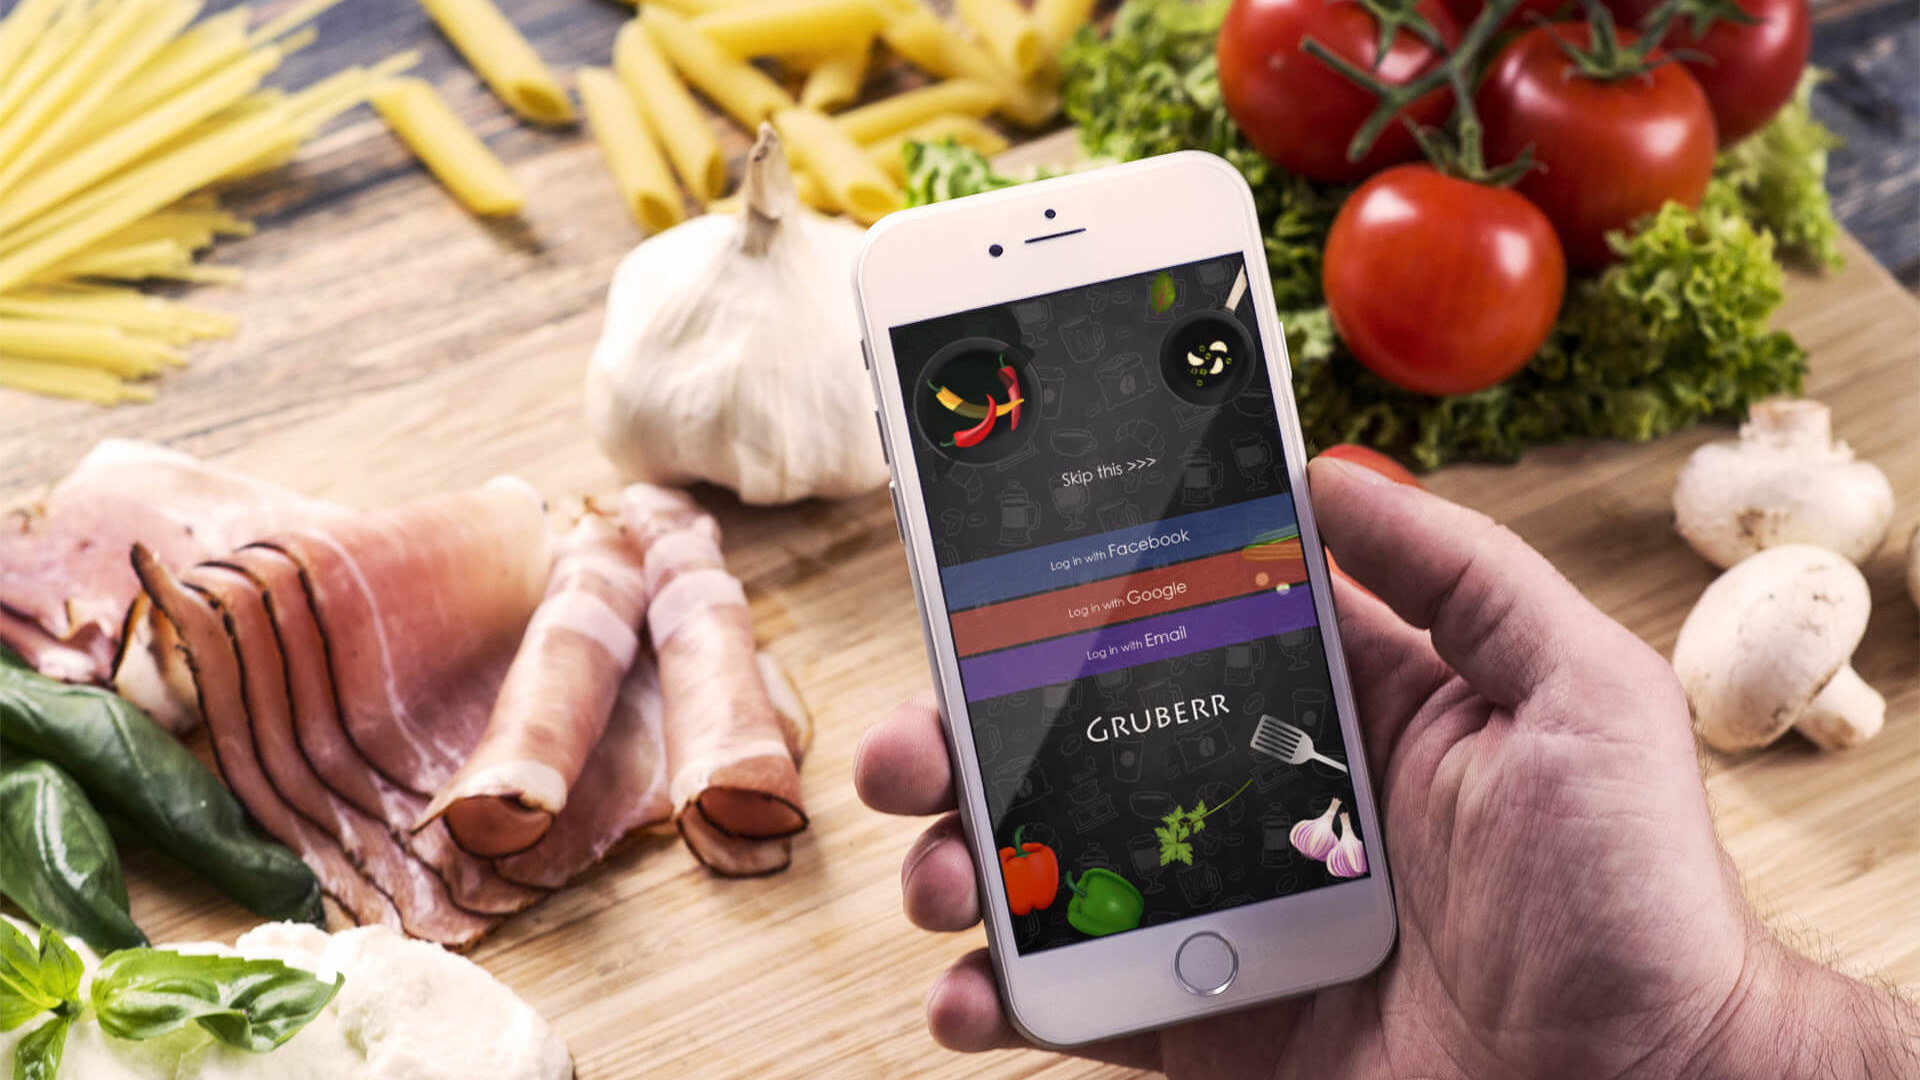 Skip this >>>
Log in with Facebook
Log in with Google
Log in with Email
GRUBERR